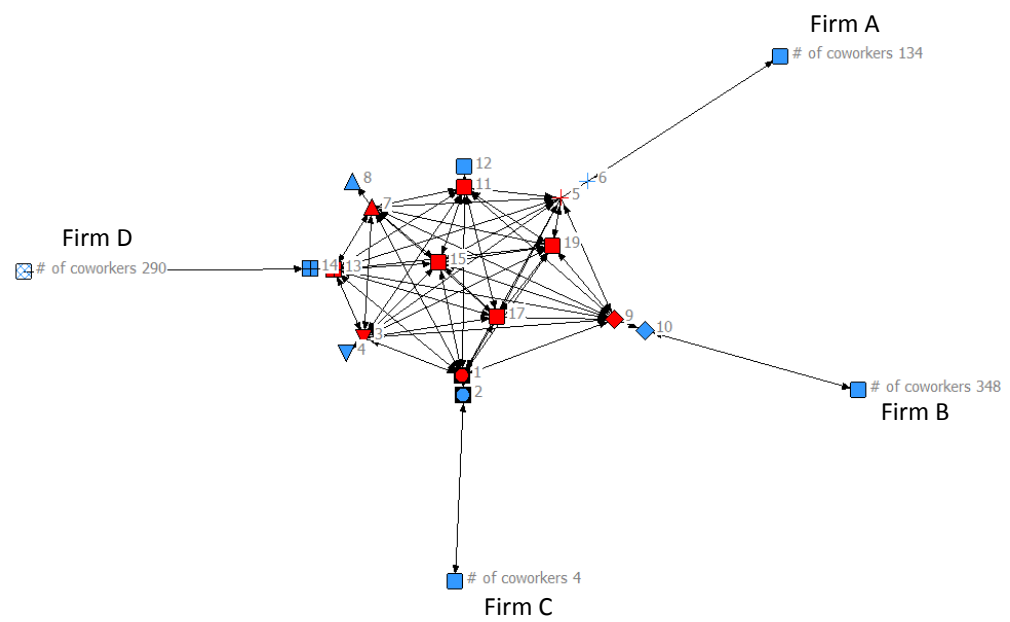 Firm A
# of coworkers 134
12
8
6
11
5
7
19
Firm D
15
# of coworkers 290
14
13
17
9
10
3
4
1
# of coworkers 348
2
Firm B
# of coworkers 4
Firm C